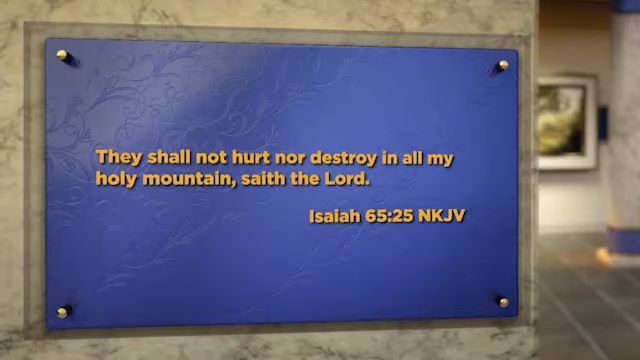 They shall not hurt nor destroy in all my
holy mountain, saith the Lord.
Isaiah 65:25 NKJV